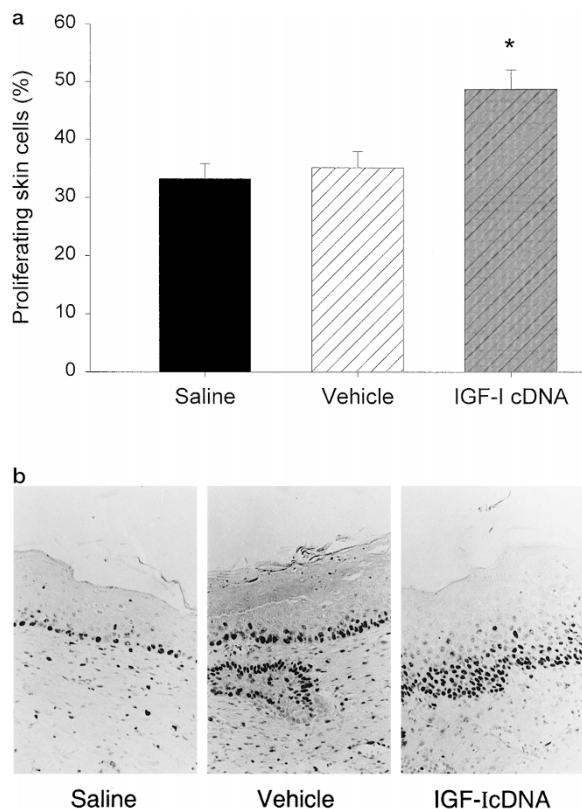 a
Proliferating skin cells (%)
60
50
40
30
20
10
0
*
Saline Vehicle IGF-I cDNA
b
Saline Vehicle IGF-IcDNA